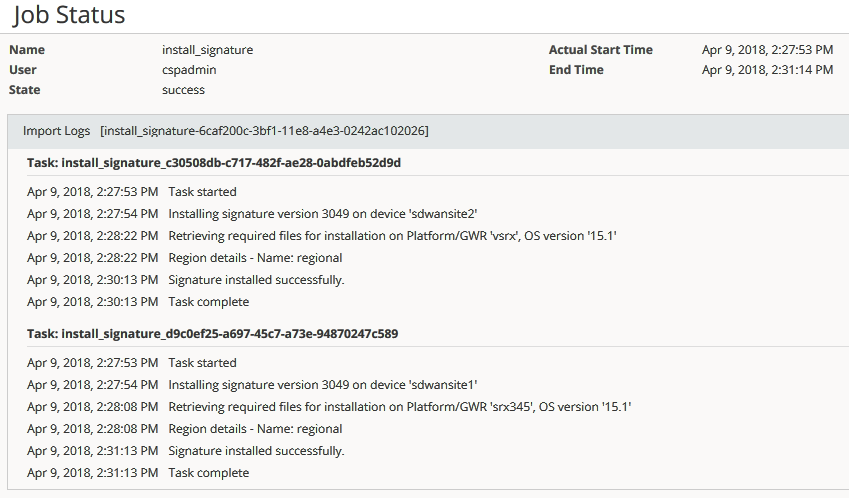 Job Status
Name install_signature Actual Start Time Apr 9, 2018, 2:27:53 PM
User cspadmin End Time Apr 9, 2018, 2:31:14 PM
State success
Import Logs [install_signature-6caf200c-3bf1-11e8-a4e3-0242ac102026]
Task: install_signature_c30508db-c717-482f-ae28-0abdfeb52d9d
Apr 9, 2018, 2:27:53 PM Task started
Apr 9, 2018, 2:27:54 PM Installing signature version 3049 on device 'sdwansite2'
Apr 9, 2018, 2:28:22 PM Retrieving required files for installation on Platform/GWR 'vsrx', OS version '15.1'
Apr 9, 2018, 2:28:22 PM Region details - Name: regional
Apr 9, 2018, 2:30:13 PM Signature installed successfully.
Apr 9, 2018, 2:30:13 PM Task complete
Task: install_signature_d9c0ef25-a697-45c7-a73e-94870247c589
Apr 9, 2018, 2:27:53 PM Task started
Apr 9, 2018, 2:27:54 PM Installing signature version 3049 on device 'sdwansite1'
Apr 9, 2018, 2:28:08 PM Retrieving required files for installation on Platform/GWR 'srx345', OS version '15.1'
Apr 9, 2018, 2:28:08 PM Region details - Name: regional
Apr 9, 2018, 2:31:13 PM Signature installed successfully.
Apr 9, 2018, 2:31:13 PM Task complete